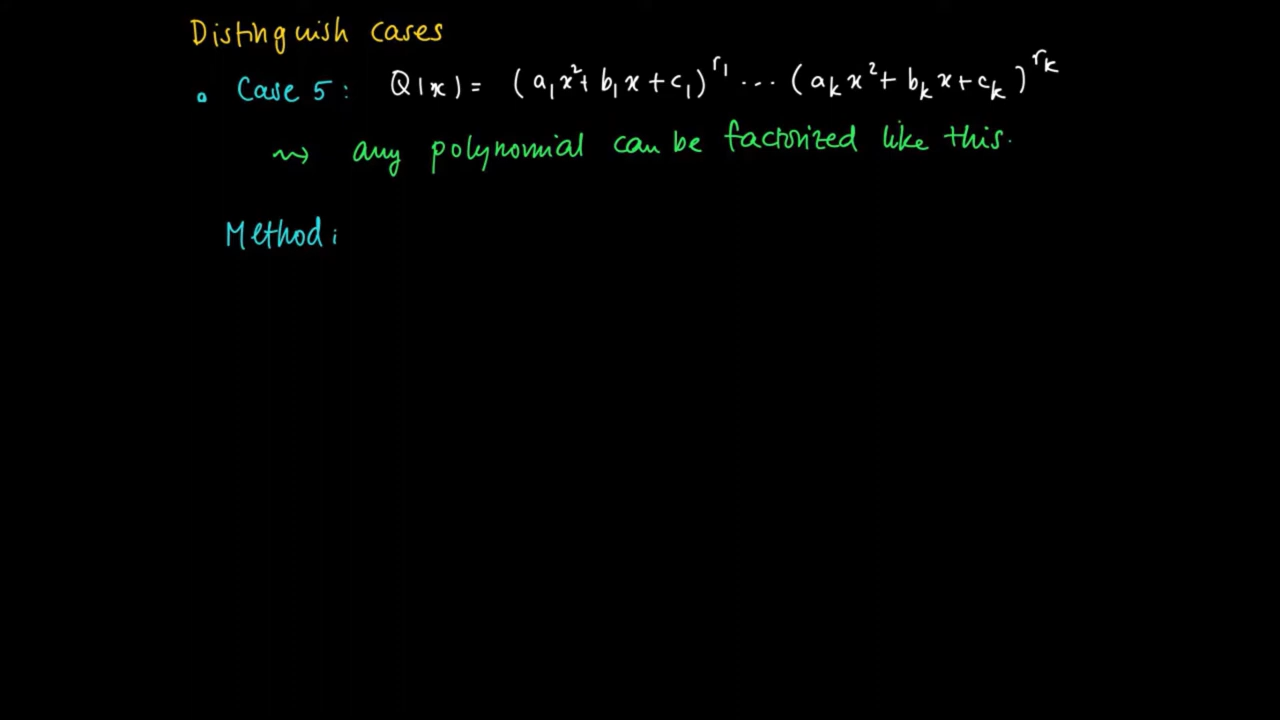 Distinguish cases
• Case 5: Q(x) = (a₁x² + b₁x + c₁)^r₁ ... (aₖx² + bₖx + cₖ)^rₖ
⇝ any polynomial can be factorized like this.
Method: